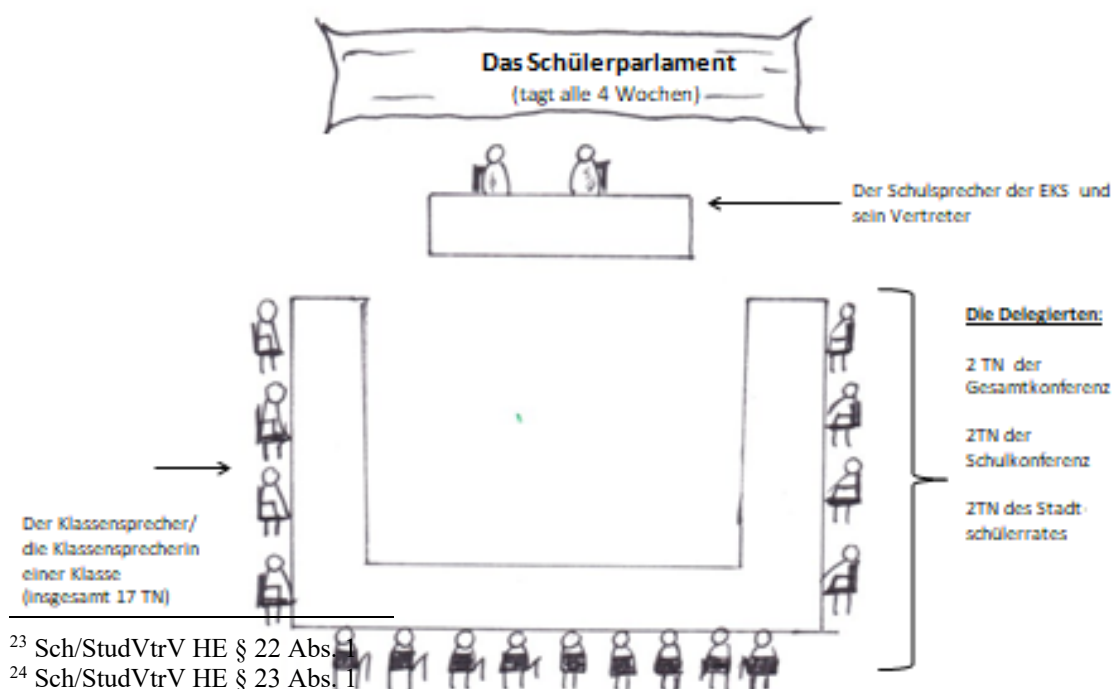 Das Schülerparlament
(tagt alle 4 Wochen)
Der Schulsprecher der EKS und
sein Vertreter
Die Delegierten:
2 TN der
Gesamtkonferenz
2TN der
Schulkonferenz
2TN des Stadt-
schülerrates
Der Klassensprecher/
die Klassensprecherin
einer Klasse
(insgesamt 17 TN)
23 Sch/StudVtrV HE § 22 Abs. 1
24 Sch/StudVtrV HE § 23 Abs. 1